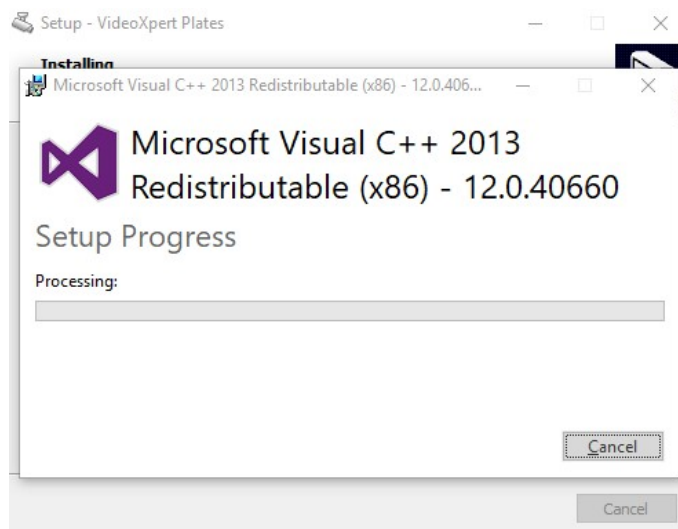 Setup - VideoXpert Plates
Installing
Microsoft Visual C++ 2013 Redistributable (x86) - 12.0.406...
Microsoft Visual C++ 2013
Redistributable (x86) - 12.0.40660
Setup Progress
Processing:
Cancel
Cancel